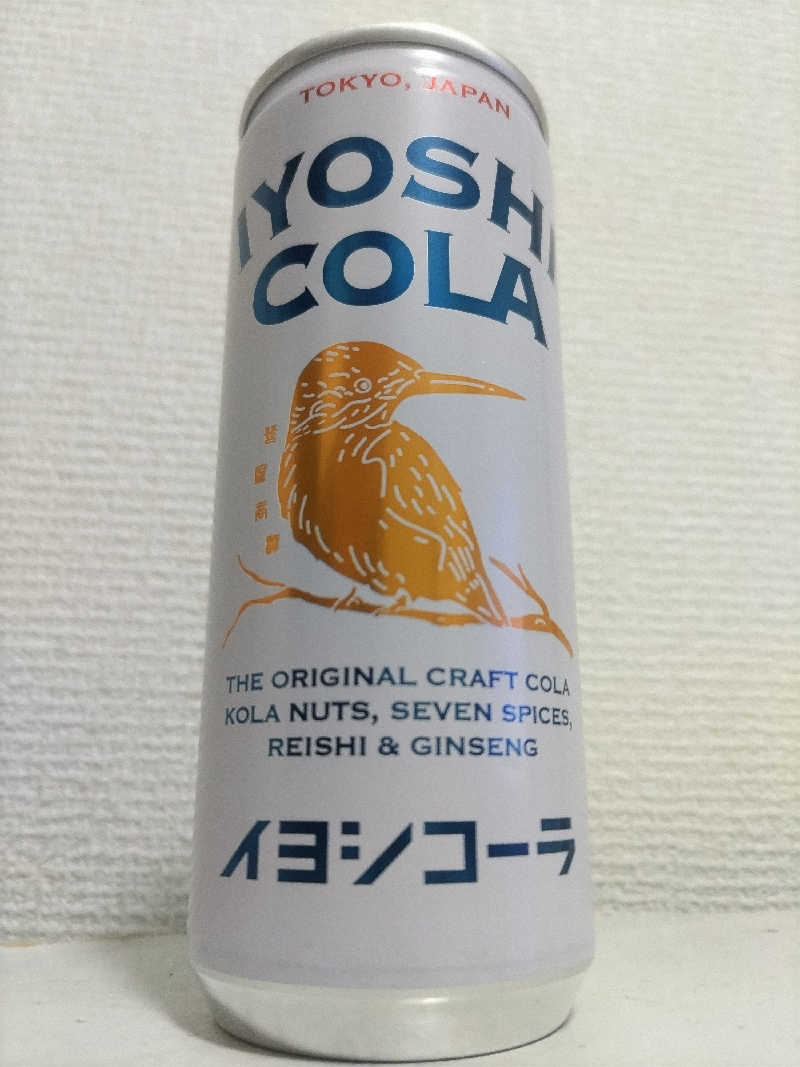 TOKYO, JAPAN
IYOSHI
COLA
THE ORIGINAL CRAFT COLA
KOLA NUTS, SEVEN SPICES,
REISHI & GINSENG
イヨシコーラ